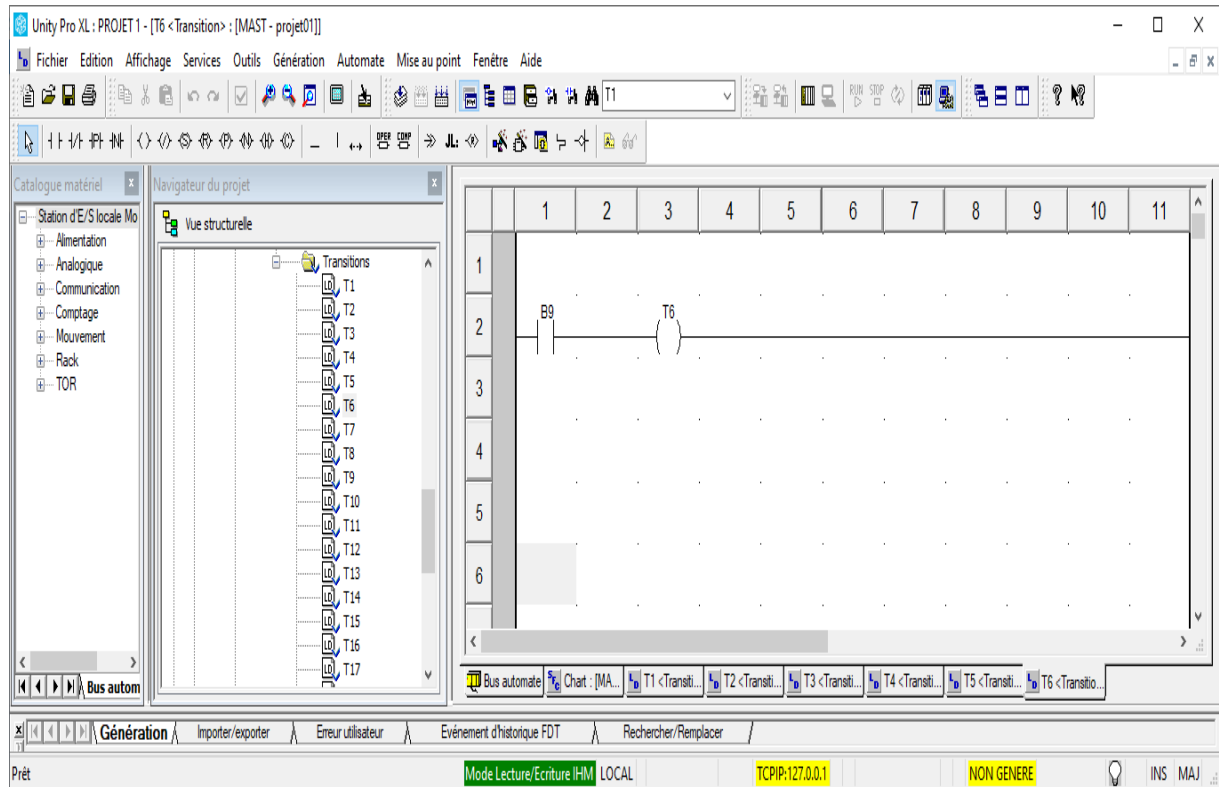 Unity Pro XL : PROJET 1 - [T6 <Transition> : [MAST - projet01]]
Fichier Edition Affichage Services Outils Génération Automate Mise au point Fenêtre Aide
T1
RUN STOP
OPER COMP
Catalogue matériel
Station d'E/S locale Mo
Alimentation
Analogique
Communication
Comptage
Mouvement
Rack
TOR
Bus autom
Navigateur du projet
Vue structurelle
Transitions
T1
T2
T3
T4
T5
T6
T7
T8
T9
T10
T11
T12
T13
T14
T15
T16
T17
1 2 3 4 5 6 7 8 9 10 11
1
2
3
4
5
6
B9 T6
Bus automate Chart : [MA... T1 <Transiti... T2 <Transiti... T3 <Transiti... T4 <Transiti... T5 <Transiti... T6 <Transitio...
Génération Importer/exporter Erreur utilisateur Evénement d'historique FDT Rechercher/Remplacer
Prêt Mode Lecture/Ecriture IHM LOCAL TCPIP:127.0.0.1 NON GENERE INS MAJ